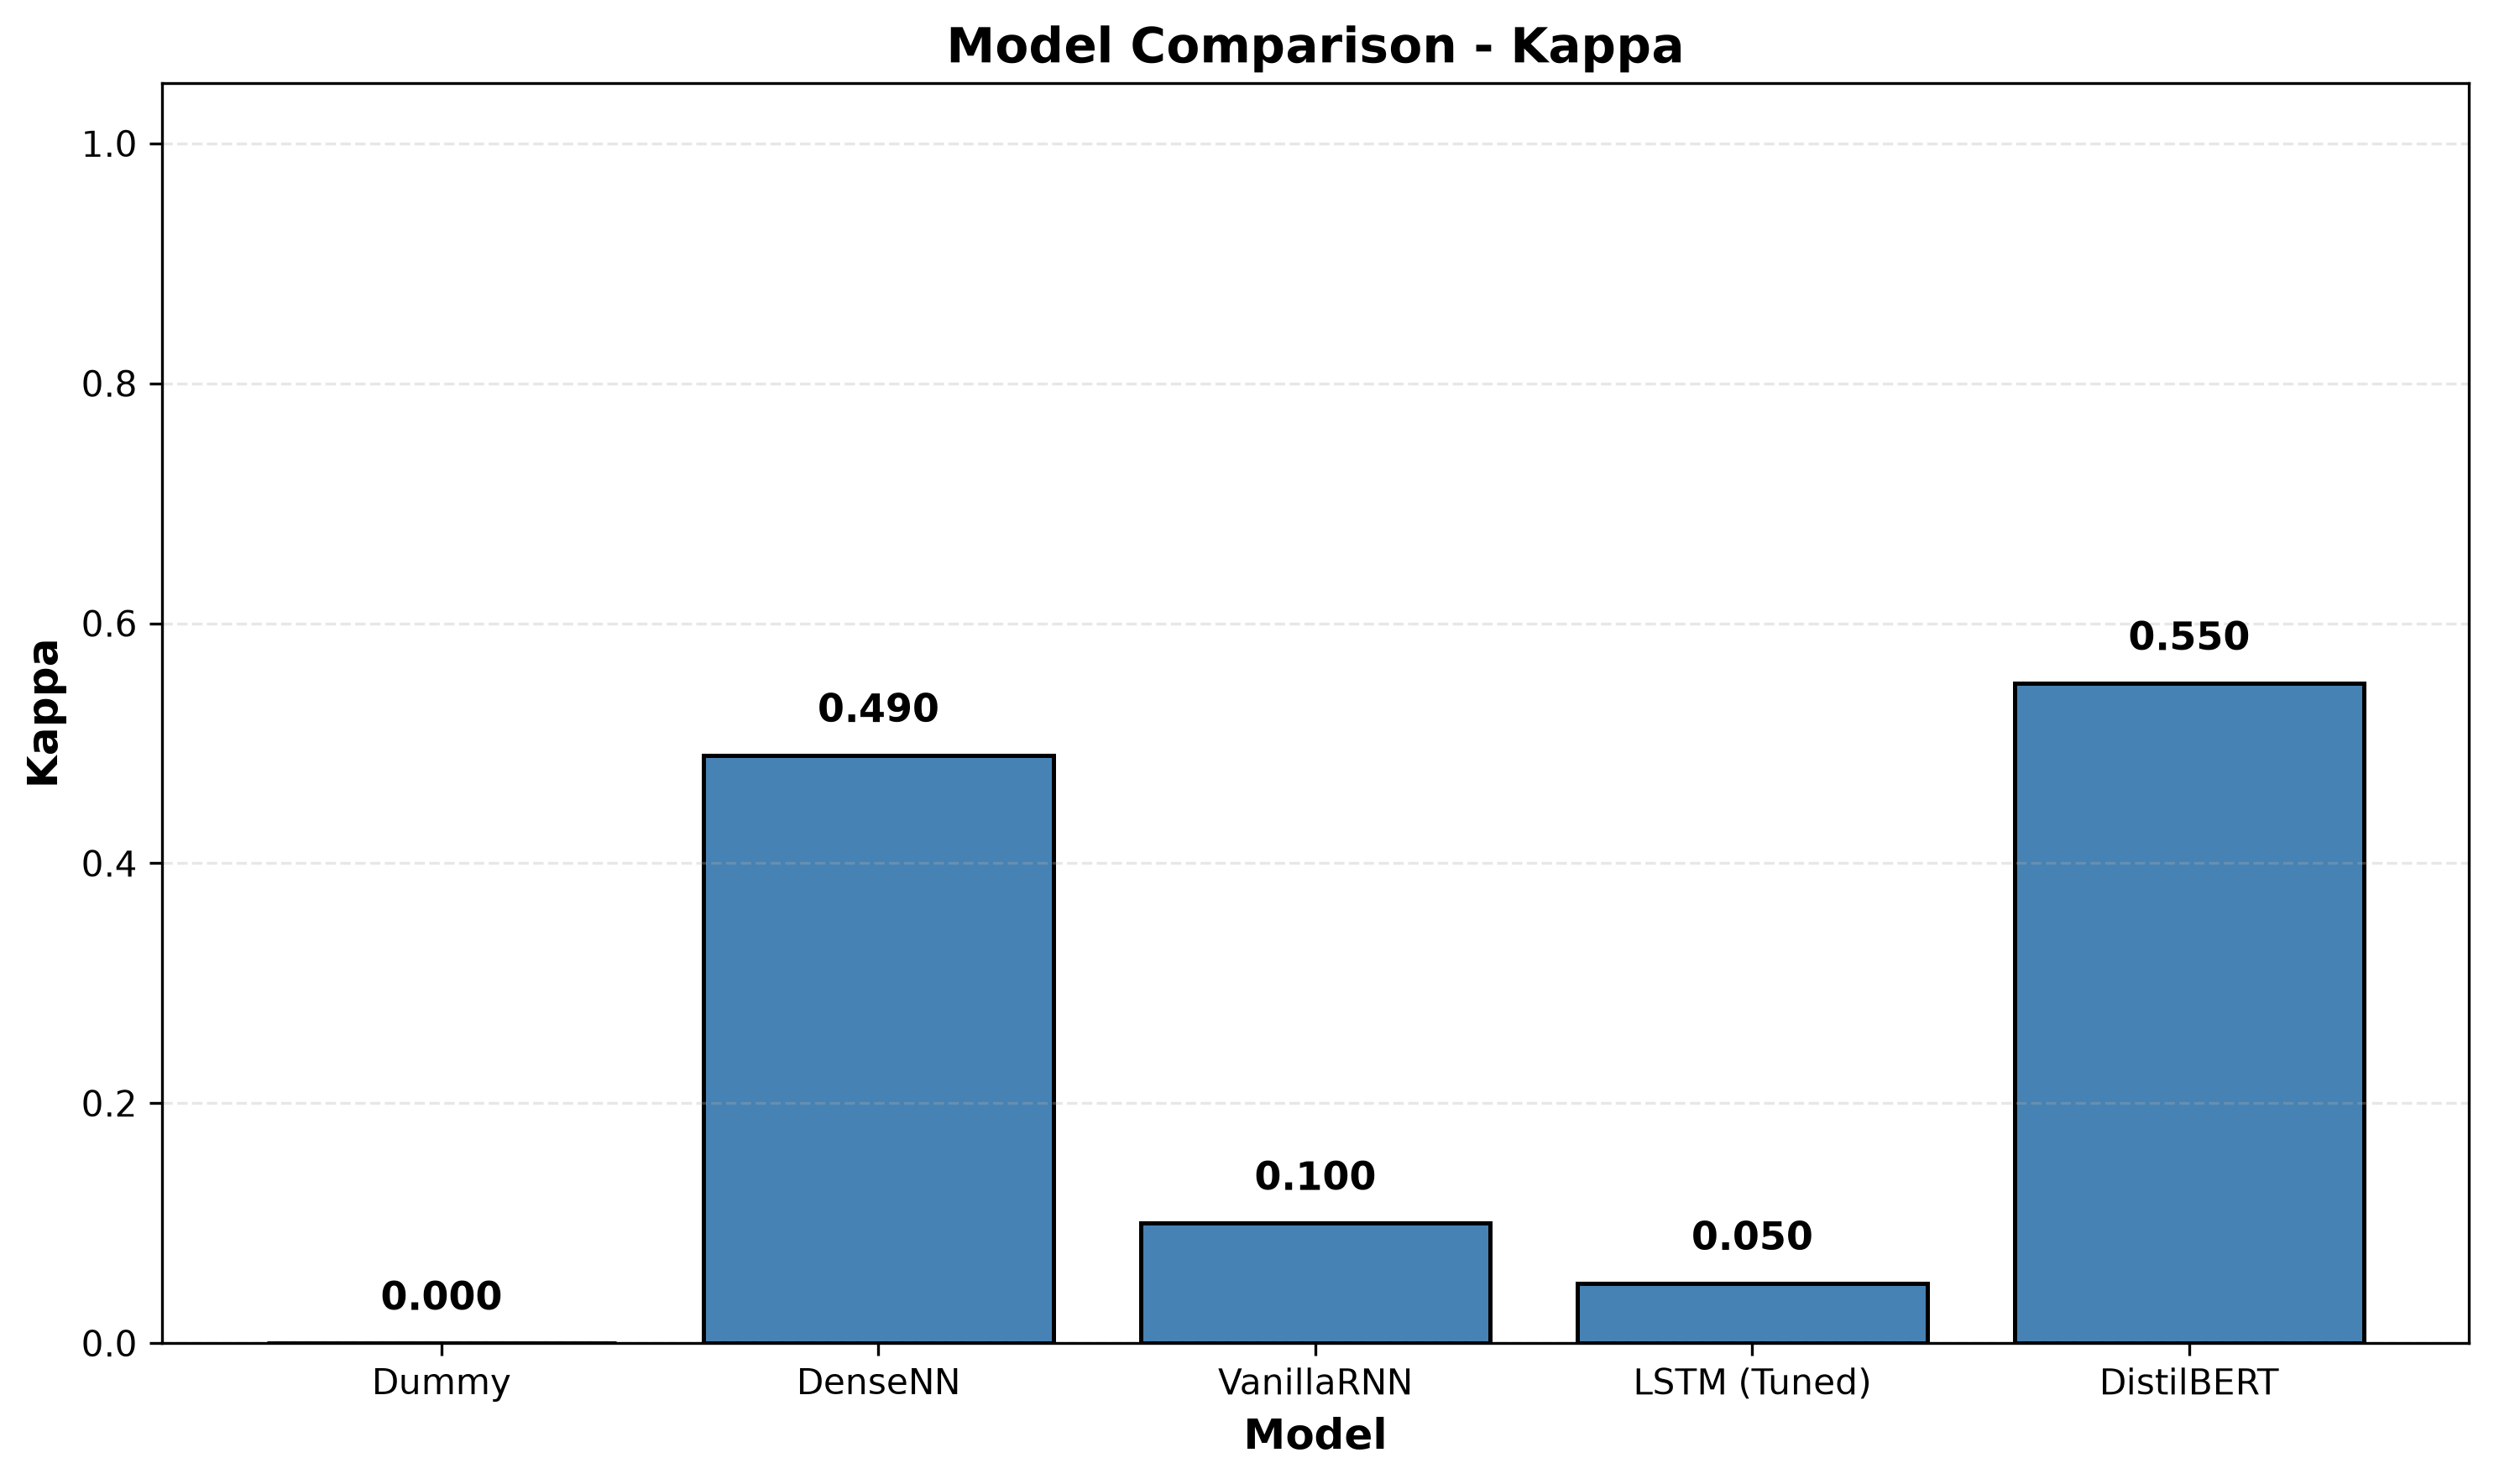 Model Comparison - Kappa
Kappa
1.0
0.8
0.6
0.4
0.2
0.0
0.000
0.490
0.100
0.050
0.550
Dummy
DenseNN
VanillaRNN
LSTM (Tuned)
DistilBERT
Model